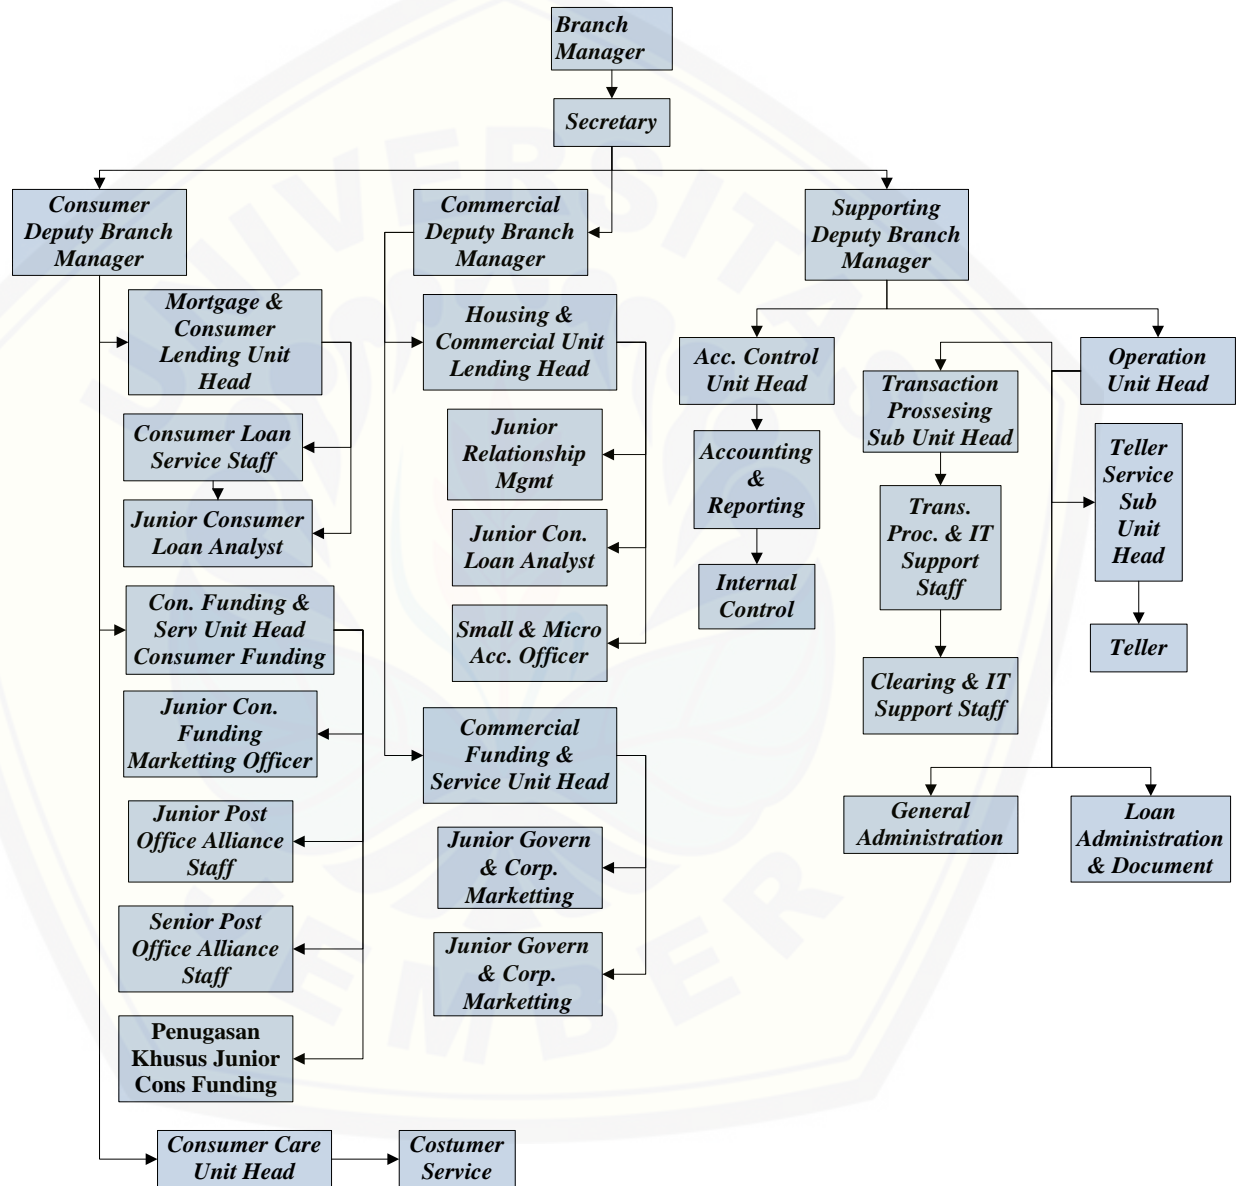 Branch
Manager
Secretary
Consumer
Deputy Branch
Manager
Commercial
Deputy Branch
Manager
Supporting
Deputy Branch
Manager
Mortgage &
Consumer
Lending Unit
Head
Consumer Loan
Service Staff
Junior Consumer
Loan Analyst
Con. Funding &
Serv Unit Head
Consumer Funding
Junior Con.
Funding
Marketting Officer
Junior Post
Office Alliance
Staff
Senior Post
Office Alliance
Staff
Penugasan
Khusus Junior
Cons Funding
Consumer Care
Unit Head
Costumer
Service
Housing &
Commercial Unit
Lending Head
Junior
Relationship
Mgmt
Junior Con.
Loan Analyst
Small & Micro
Acc. Officer
Commercial
Funding &
Service Unit Head
Junior Govern
& Corp.
Marketting
Junior Govern
& Corp.
Marketting
Acc. Control
Unit Head
Accounting
&
Reporting
Internal
Control
Operation
Unit Head
Transaction
Prossesing
Sub Unit Head
Trans.
Proc. & IT
Support
Staff
Clearing & IT
Support Staff
Teller
Service
Sub
Unit
Head
Teller
General
Administration
Loan
Administration
& Document
UNIVERSITAS
JEMBER